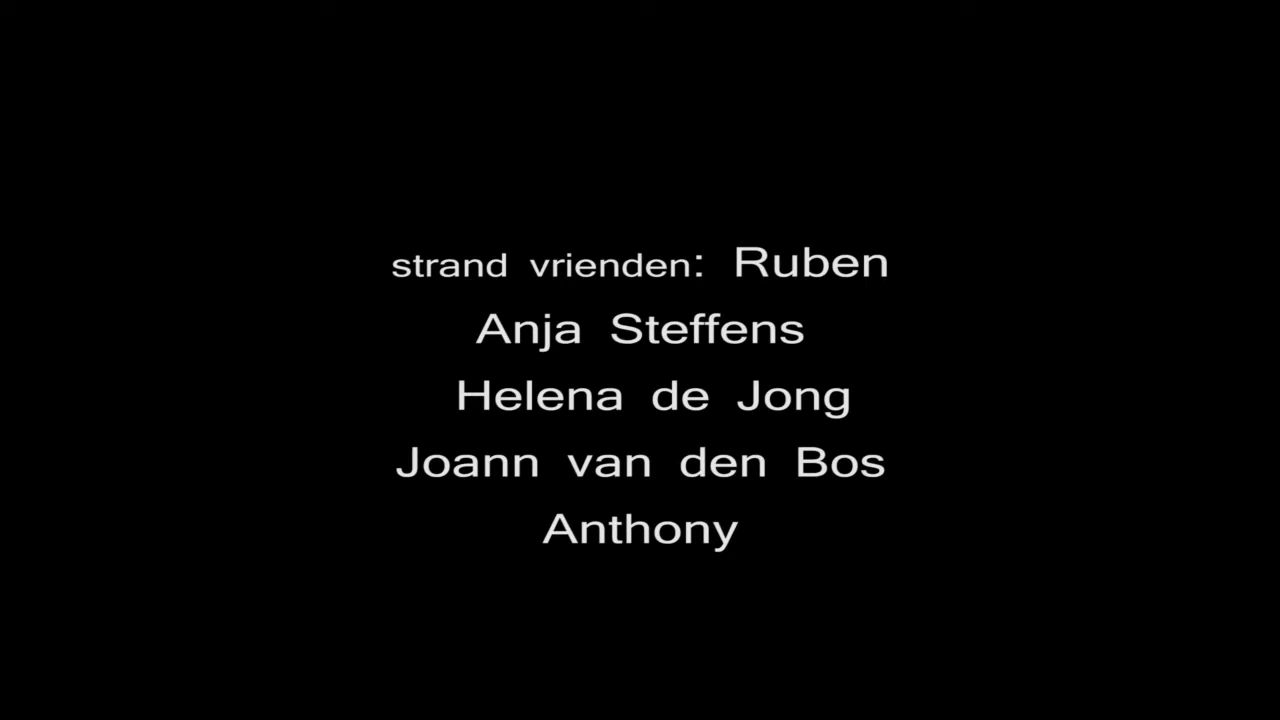 strand vrienden: Ruben
Anja Steffens
Helena de Jong
Joann van den Bos
Anthony